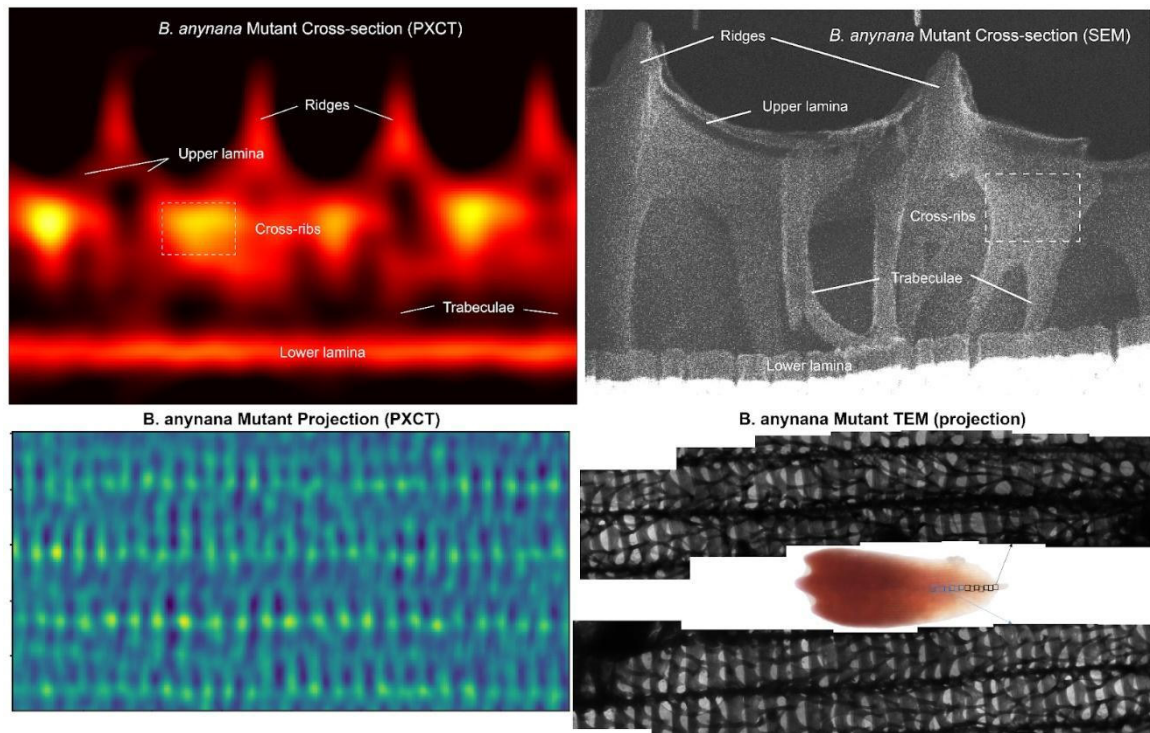 B. anynana Mutant Cross-section (PXCT)
Ridges
Upper lamina
Cross-ribs
Trabeculae
Lower lamina
B. anynana Mutant Cross-section (SEM)
Ridges
Upper lamina
Cross-ribs
Trabeculae
Lower lamina
B. anynana Mutant Projection (PXCT)
B. anynana Mutant TEM (projection)